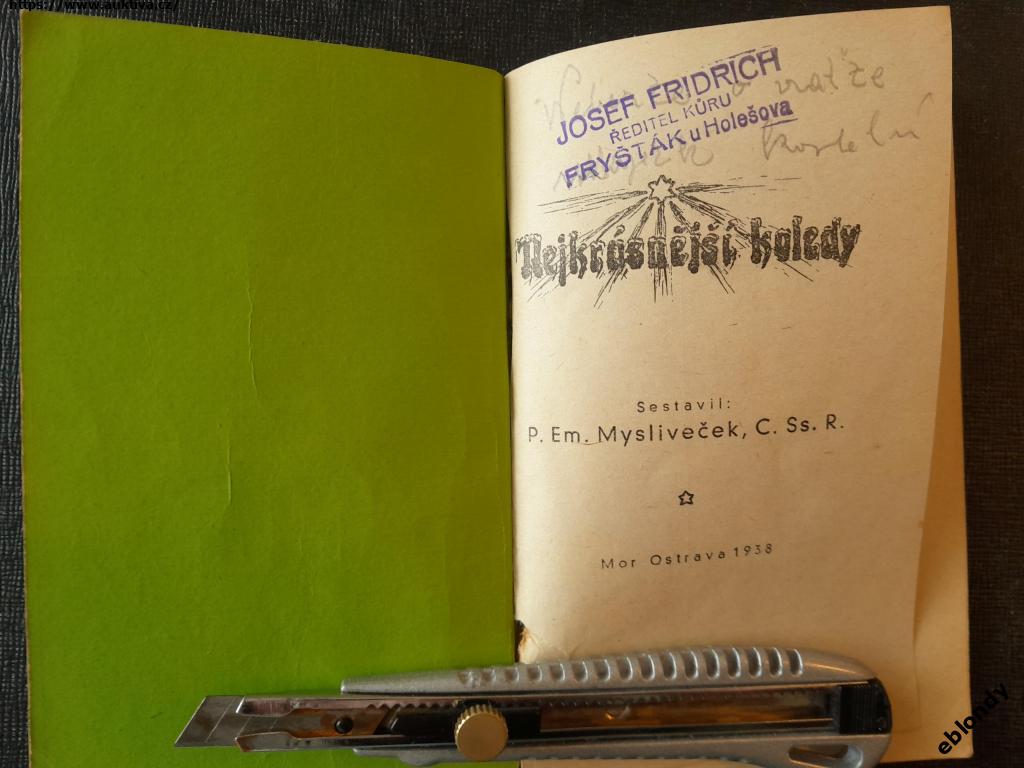 https://www.auktiva.cz/
JOSEF FRIDRICH
ŘEDITEL KŮRU
FRYŠTÁK u Holešova
Nejkrásnější koledy
Sestavil:
P. Em. Mysliveček, C. Ss. R.
Mor Ostrava 1938
eblondy